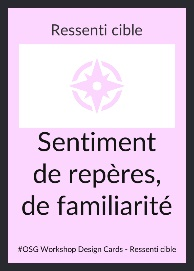 Ressenti cible
Sentiment
de repères,
de familiarité
#OSG Workshop Design Cards - Ressenti cible